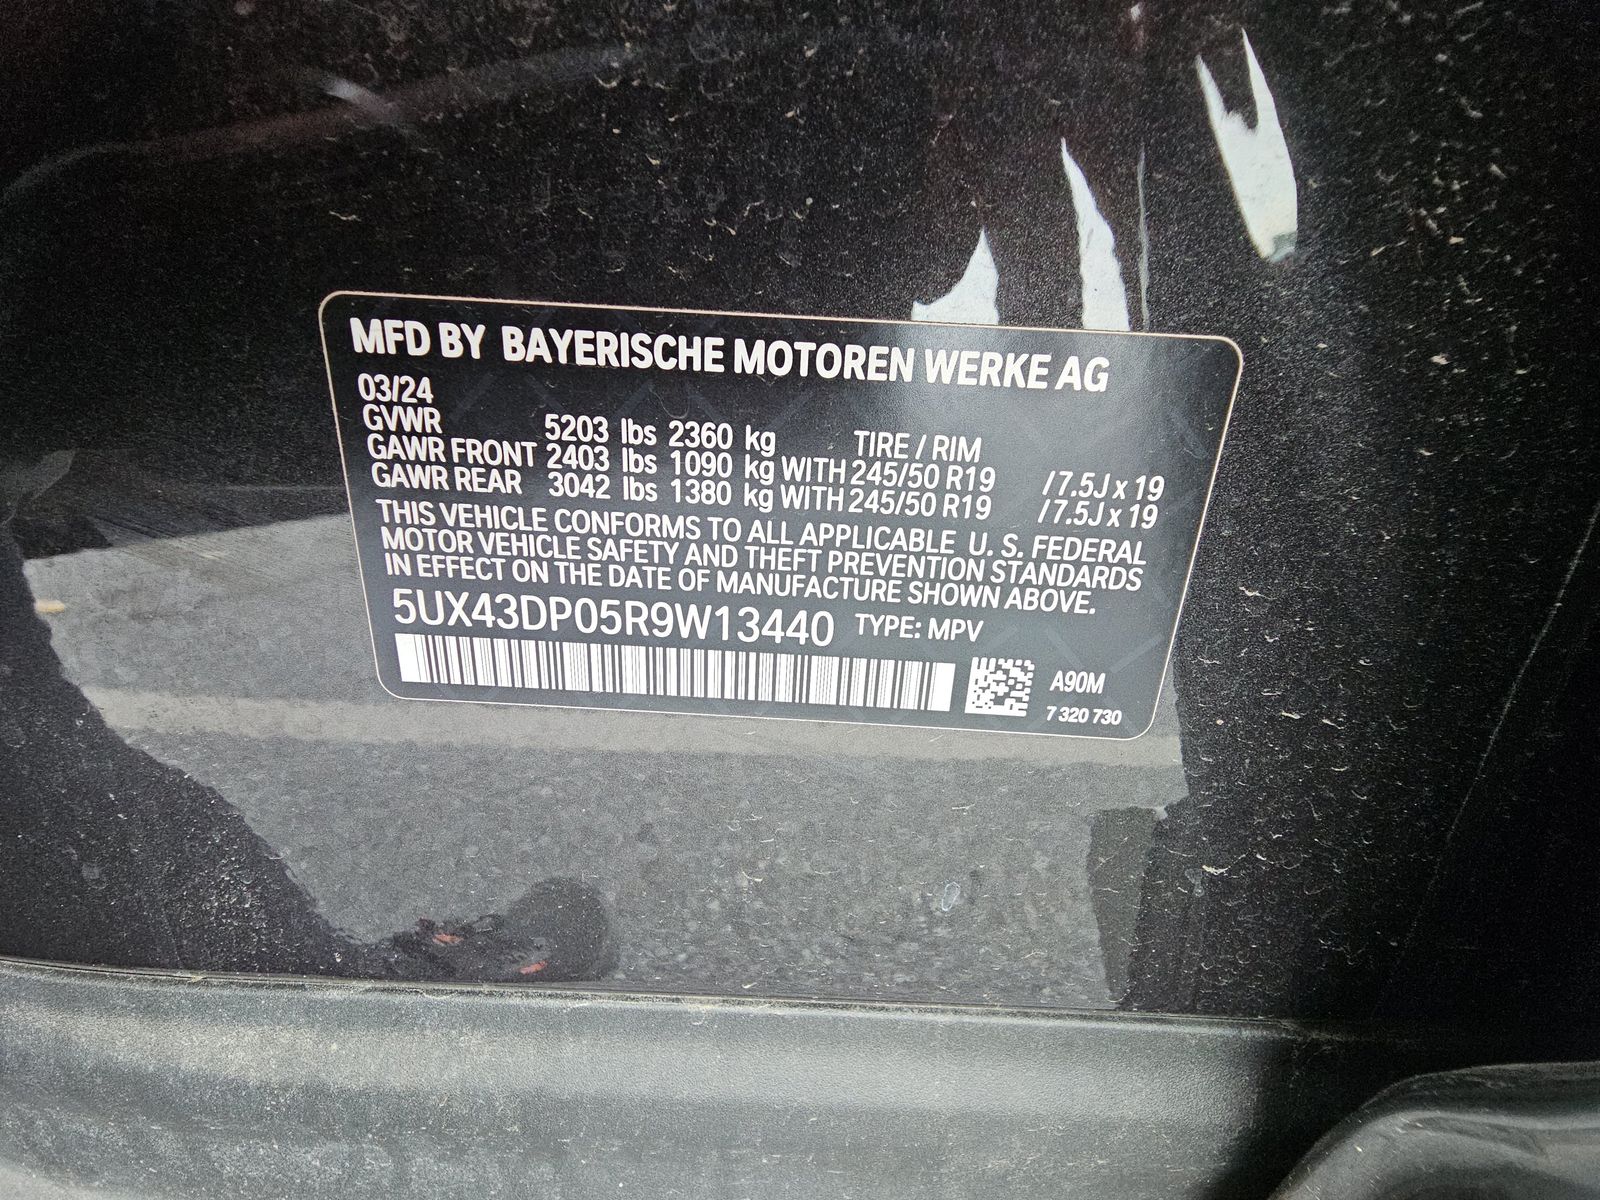 MFD BY BAYERISCHE MOTOREN WERKE AG
03/24
GVWR 5203 lbs 2360 kg TIRE / RIM
GAWR FRONT 2403 lbs 1090 kg WITH 245/50 R19 / 7.5J x 19
GAWR REAR 3042 lbs 1380 kg WITH 245/50 R19 / 7.5J x 19
THIS VEHICLE CONFORMS TO ALL APPLICABLE U. S. FEDERAL
MOTOR VEHICLE SAFETY AND THEFT PREVENTION STANDARDS
IN EFFECT ON THE DATE OF MANUFACTURE SHOWN ABOVE.
5UX43DP05R9W13440 TYPE: MPV
A90M
7 320 730